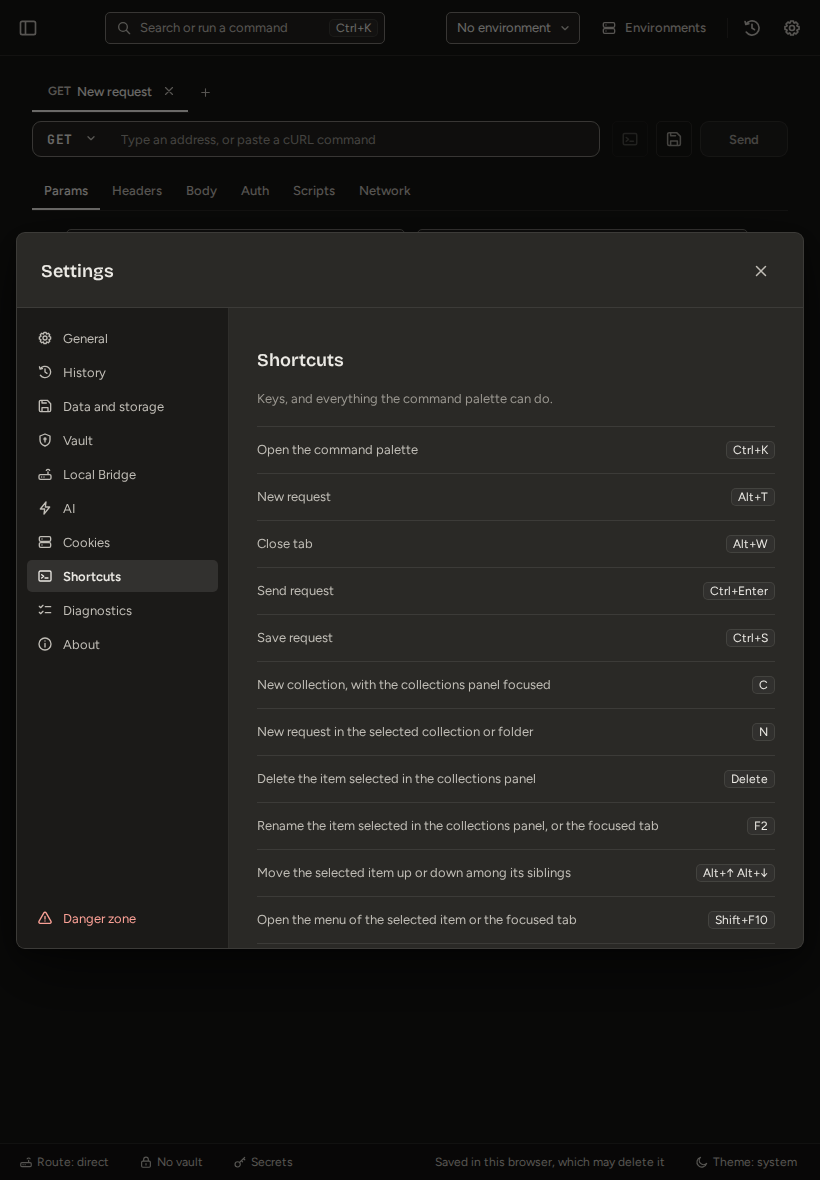 Search or run a command Ctrl+K No environment Environments
GET New request
GET Type an address, or paste a cURL command Send
Params Headers Body Auth Scripts Network
Settings
General
History
Data and storage
Vault
Local Bridge
AI
Cookies
Shortcuts
Diagnostics
About
Danger zone
Shortcuts
Keys, and everything the command palette can do.
Open the command palette Ctrl+K
New request Alt+T
Close tab Alt+W
Send request Ctrl+Enter
Save request Ctrl+S
New collection, with the collections panel focused C
New request in the selected collection or folder N
Delete the item selected in the collections panel Delete
Rename the item selected in the collections panel, or the focused tab F2
Move the selected item up or down among its siblings Alt+↑ Alt+↓
Open the menu of the selected item or the focused tab Shift+F10
Route: direct No vault Secrets Saved in this browser, which may delete it Theme: system